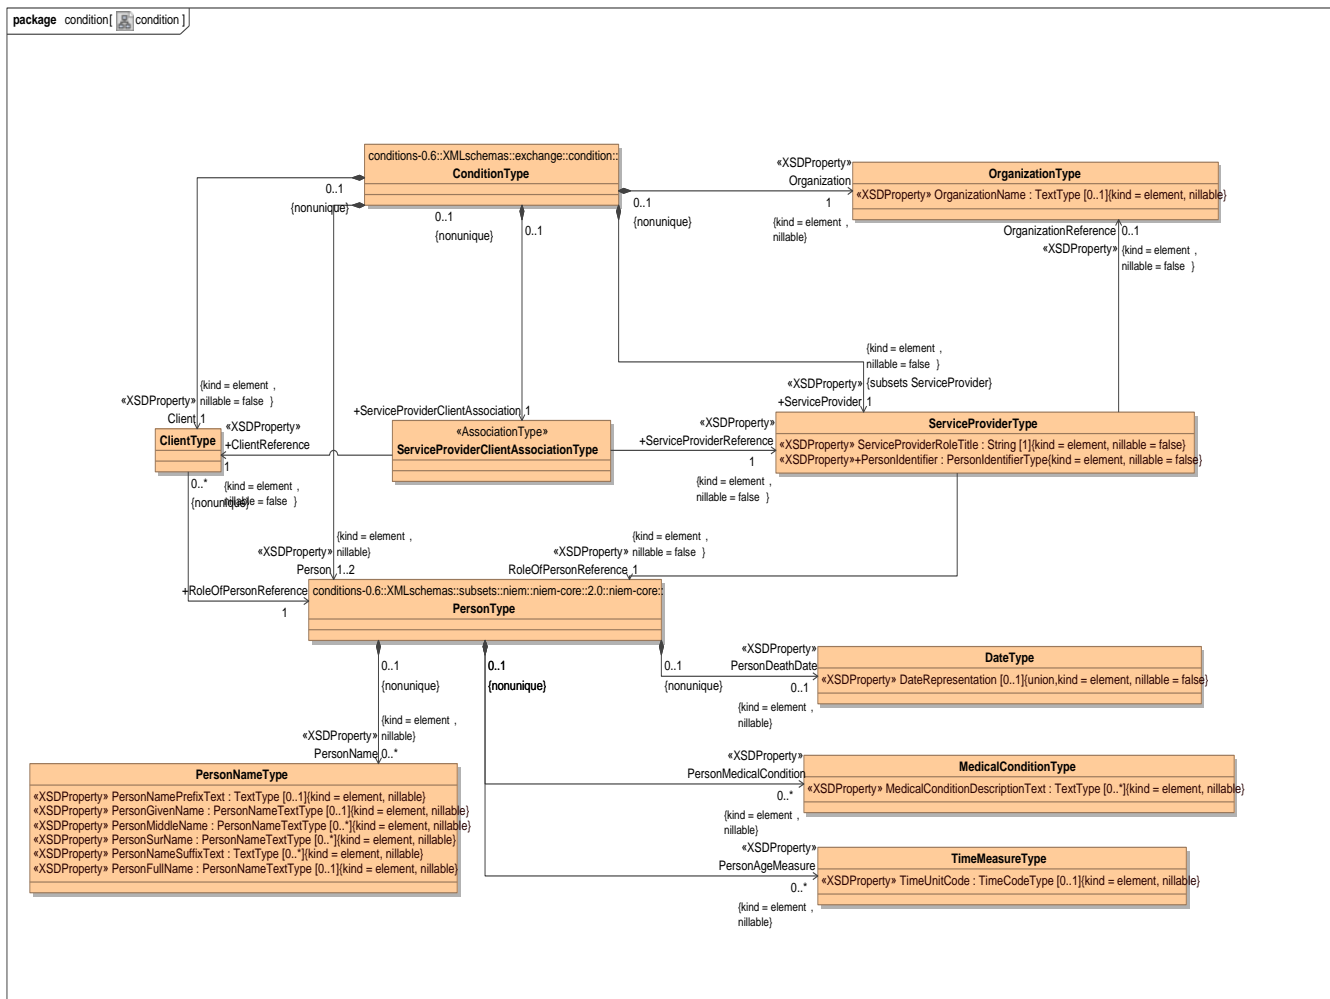 package condition[ condition ]
conditions-0.6::XMLschemas::exchange::condition::
ConditionType
0..1
{nonunique}
0..1
{nonunique}
0..1
0..1
{nonunique}
«XSDProperty»
Organization
1
{kind = element ,
nillable}
OrganizationType
«XSDProperty» OrganizationName : TextType [0..1]{kind = element, nillable}
OrganizationReference 0..1
«XSDProperty»
{kind = element ,
nillable = false }
{kind = element ,
nillable = false }
«XSDProperty» {subsets ServiceProvider}
+ServiceProvider 1
{kind = element ,
nillable = false }
«XSDProperty»
Client 1
ClientType
«XSDProperty»
+ClientReference
1
{kind = element ,
nillable = false }
0..*
{nonunique}
+ServiceProviderClientAssociation 1
«AssociationType»
ServiceProviderClientAssociationType
«XSDProperty»
+ServiceProviderReference
1
{kind = element ,
nillable = false }
ServiceProviderType
«XSDProperty» ServiceProviderRoleTitle : String [1]{kind = element, nillable = false}
«XSDProperty»+PersonIdentifier : PersonIdentifierType{kind = element, nillable = false}
{kind = element ,
nillable}
«XSDProperty»
Person 1..2
{kind = element ,
nillable = false }
«XSDProperty»
RoleOfPersonReference 1
+RoleOfPersonReference
1
conditions-0.6::XMLschemas::subsets::niem::niem-core::2.0::niem-core::
PersonType
0..1
{nonunique}
0..1
{nonunique}
0..1
{nonunique}
«XSDProperty»
PersonDeathDate
0..1
{kind = element ,
nillable}
DateType
«XSDProperty» DateRepresentation [0..1]{union,kind = element, nillable = false}
{kind = element ,
nillable}
«XSDProperty»
PersonName 0..*
PersonNameType
«XSDProperty» PersonNamePrefixText : TextType [0..1]{kind = element, nillable}
«XSDProperty» PersonGivenName : PersonNameTextType [0..1]{kind = element, nillable}
«XSDProperty» PersonMiddleName : PersonNameTextType [0..*]{kind = element, nillable}
«XSDProperty» PersonSurName : PersonNameTextType [0..*]{kind = element, nillable}
«XSDProperty» PersonNameSuffixText : TextType [0..*]{kind = element, nillable}
«XSDProperty» PersonFullName : PersonNameTextType [0..1]{kind = element, nillable}
«XSDProperty»
PersonMedicalCondition
0..*
{kind = element ,
nillable}
MedicalConditionType
«XSDProperty» MedicalConditionDescriptionText : TextType [0..*]{kind = element, nillable}
«XSDProperty»
PersonAgeMeasure
0..*
{kind = element ,
nillable}
TimeMeasureType
«XSDProperty» TimeUnitCode : TimeCodeType [0..1]{kind = element, nillable}